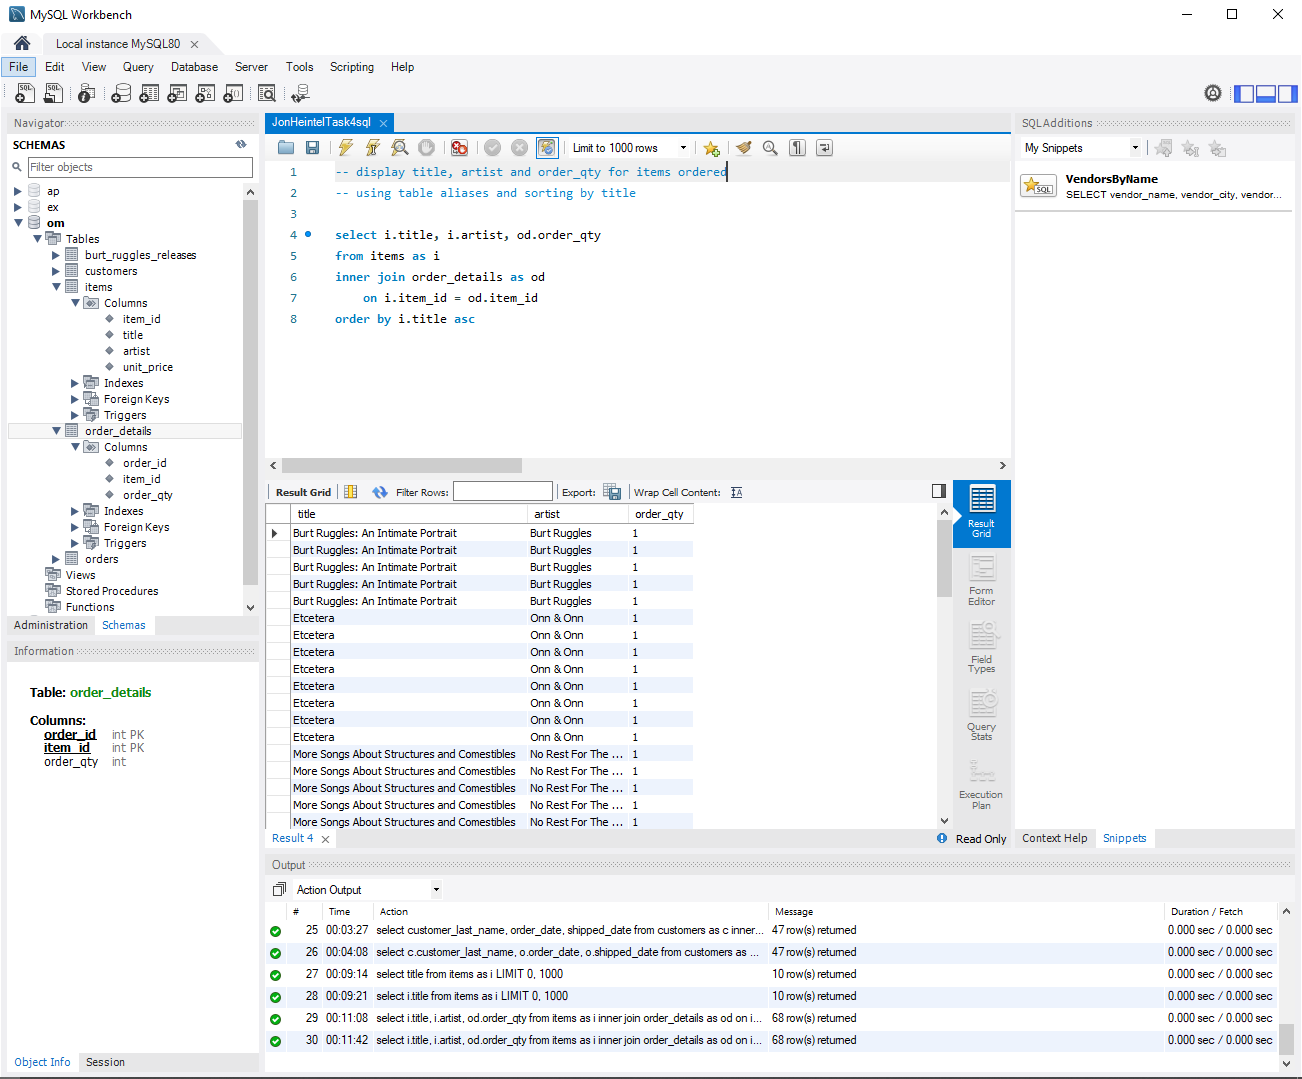 MySQL Workbench
Local instance MySQL80
File Edit View Query Database Server Tools Scripting Help
Navigator
SCHEMAS
Filter objects
ap
ex
om
Tables
burt_ruggles_releases
customers
items
Columns
item_id
title
artist
unit_price
Indexes
Foreign Keys
Triggers
order_details
Columns
order_id
item_id
order_qty
Indexes
Foreign Keys
Triggers
orders
Views
Stored Procedures
Functions
Administration Schemas
Information
Table: order_details
Columns:
order_id int PK
item_id int PK
order_qty int
Object Info Session
JonHeintelTask4sql
Limit to 1000 rows
1 -- display title, artist and order_qty for items ordered
2 -- using table aliases and sorting by title
3
4 select i.title, i.artist, od.order_qty
5 from items as i
6 inner join order_details as od
7 on i.item_id = od.item_id
8 order by i.title asc
Result Grid Filter Rows: Export: Wrap Cell Content:
title artist order_qty
Burt Ruggles: An Intimate Portrait Burt Ruggles 1
Burt Ruggles: An Intimate Portrait Burt Ruggles 1
Burt Ruggles: An Intimate Portrait Burt Ruggles 1
Burt Ruggles: An Intimate Portrait Burt Ruggles 1
Burt Ruggles: An Intimate Portrait Burt Ruggles 1
Etcetera Onn & Onn 1
Etcetera Onn & Onn 1
Etcetera Onn & Onn 1
Etcetera Onn & Onn 1
Etcetera Onn & Onn 1
Etcetera Onn & Onn 1
Etcetera Onn & Onn 1
Etcetera Onn & Onn 1
More Songs About Structures and Comestibles No Rest For The ... 1
More Songs About Structures and Comestibles No Rest For The ... 1
More Songs About Structures and Comestibles No Rest For The ... 1
More Songs About Structures and Comestibles No Rest For The ... 1
More Songs About Structures and Comestibles No Rest For The ... 1
Result
Grid
Form
Editor
Field
Types
Query
Stats
Execution
Plan
Result 4
Read Only
SQLAdditions
My Snippets
SQL
VendorsByName
SELECT vendor_name, vendor_city, vendor...
Context Help Snippets
Output
Action Output
# Time Action Message Duration / Fetch
25 00:03:27 select customer_last_name, order_date, shipped_date from customers as c inner... 47 row(s) returned 0.000 sec / 0.000 sec
26 00:04:08 select c.customer_last_name, o.order_date, o.shipped_date from customers as ... 47 row(s) returned 0.000 sec / 0.000 sec
27 00:09:14 select title from items as i LIMIT 0, 1000 10 row(s) returned 0.000 sec / 0.000 sec
28 00:09:21 select i.title from items as i LIMIT 0, 1000 10 row(s) returned 0.000 sec / 0.000 sec
29 00:11:08 select i.title, i.artist, od.order_qty from items as i inner join order_details as od on i... 68 row(s) returned 0.000 sec / 0.000 sec
30 00:11:42 select i.title, i.artist, od.order_qty from items as i inner join order_details as od on i... 68 row(s) returned 0.000 sec / 0.000 sec